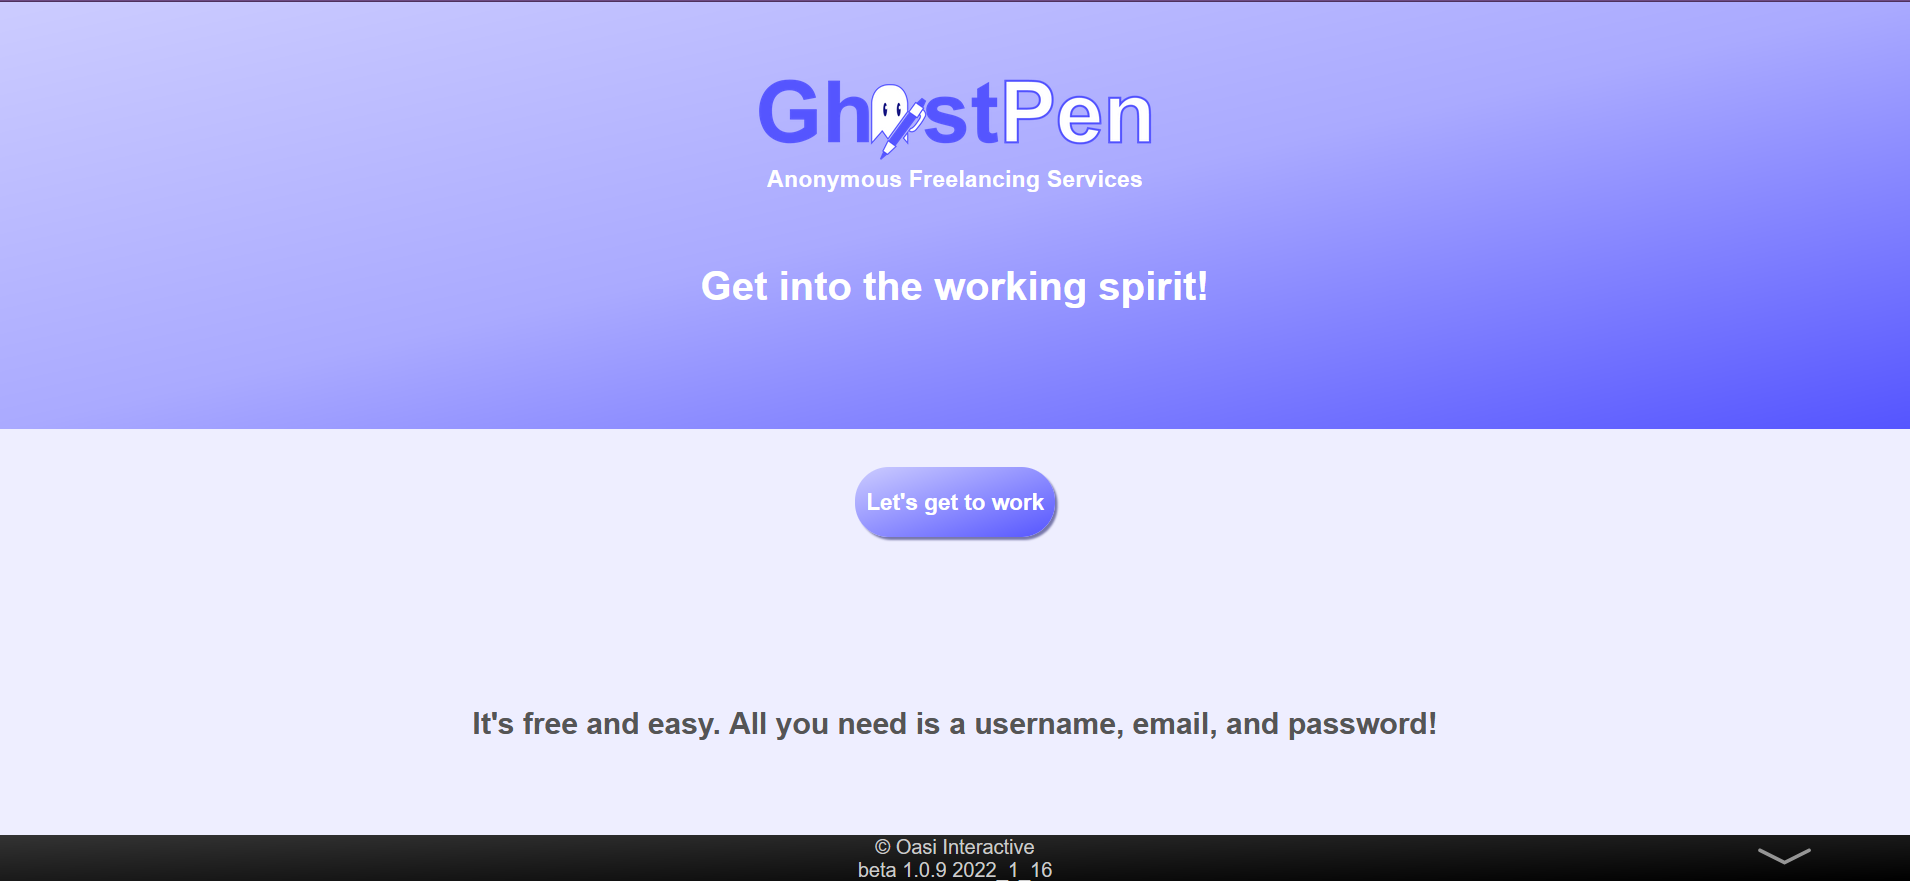 GhostPen
Anonymous Freelancing Services
Get into the working spirit!
Let's get to work
It's free and easy. All you need is a username, email, and password!
© Oasi Interactive
beta 1.0.9 2022_1_16